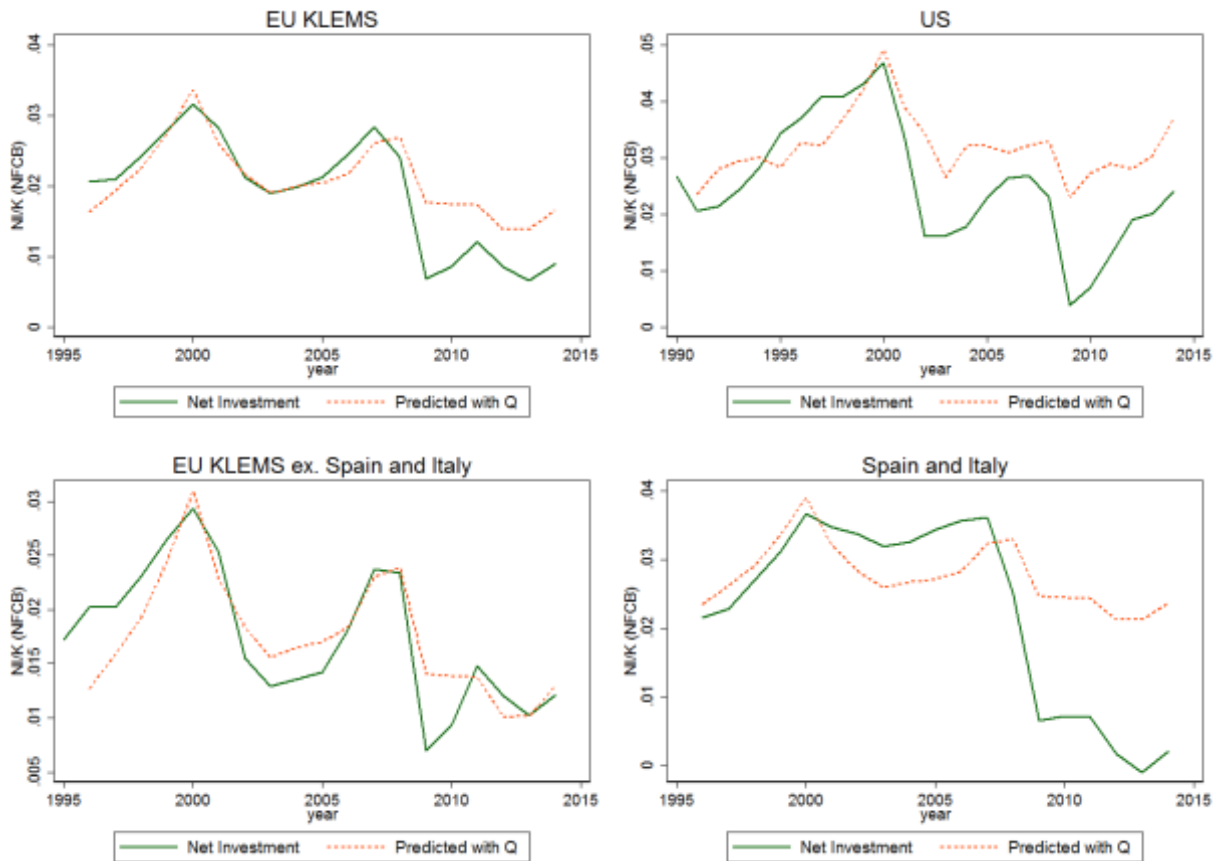 EU KLEMS
NI/K (NFCB)
.04
.03
.02
.01
0
1995 2000 2005 2010 2015
year
Net Investment Predicted with Q
US
NI/K (NFCB)
.05
.04
.03
.02
.01
0
1990 1995 2000 2005 2010 2015
year
Net Investment Predicted with Q
EU KLEMS ex. Spain and Italy
NI/K (NFCB)
.03
.025
.02
.015
.01
.005
1995 2000 2005 2010 2015
year
Net Investment Predicted with Q
Spain and Italy
NI/K (NFCB)
.04
.03
.02
.01
0
1995 2000 2005 2010 2015
year
Net Investment Predicted with Q